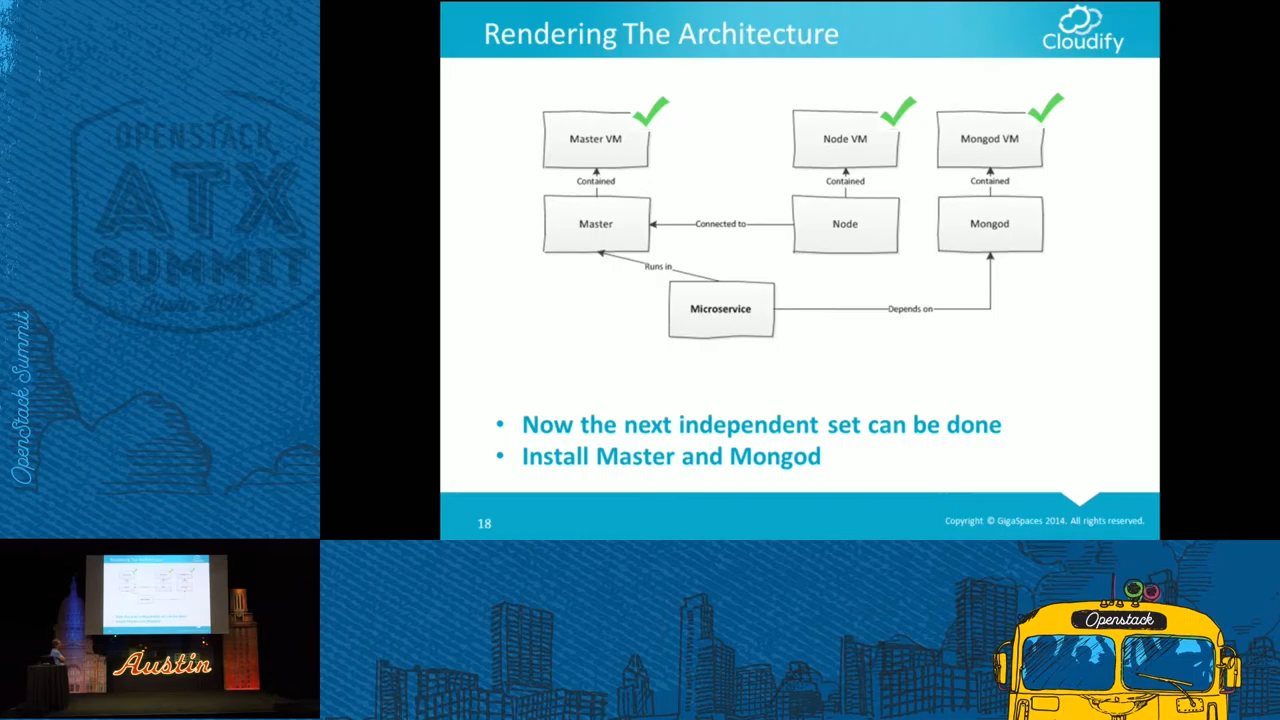 Rendering The Architecture
Cloudify
Master VM
Node VM
Mongod VM
Contained
Contained
Contained
Master
Connected to
Node
Mongod
Runs in
Microservice
Depends on
• Now the next independent set can be done
• Install Master and Mongod
18
Copyright © GigaSpaces 2014. All rights reserved.
OPENSTACK
ATX
SUMMIT
OpenStack Summit
Austin
Openstack